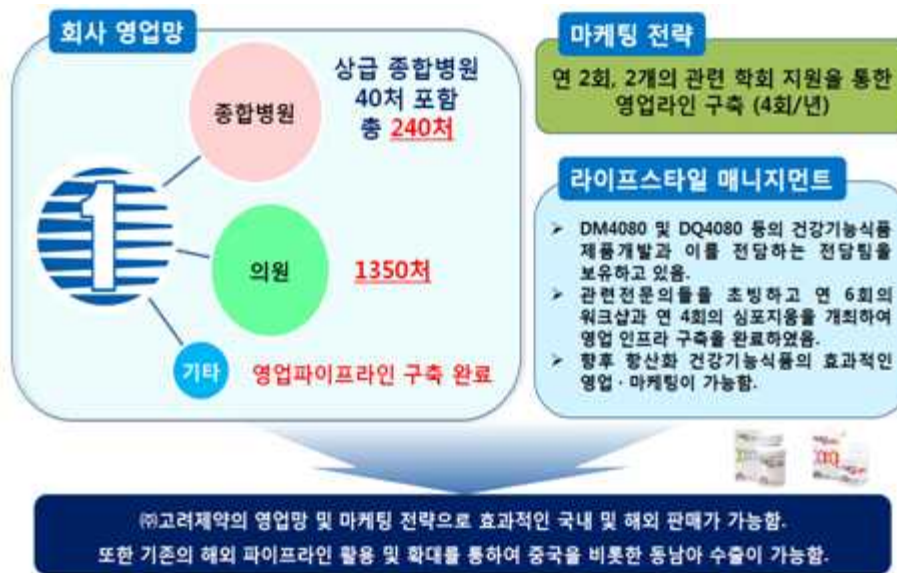 회사 영업망
종합병원
상급 종합병원
40처 포함
총 240처
1
의원
1350처
기타
영업파이프라인 구축 완료
마케팅 전략
연 2회, 2개의 관련 학회 지원을 통한
영업라인 구축 (4회/년)
라이프스타일 매니지먼트
➢ DM4080 및 DQ4080 등의 건강기능식품
제품개발과 이를 전담하는 전담팀을
보유하고 있음.
➢ 관련전문의들을 초빙하고 연 6회의
워크샵과 연 4회의 심포지움을 개최하여
영업 인프라 구축을 완료하였음.
➢ 향후 항산화 건강기능식품의 효과적인
영업·마케팅이 가능함.
㈜고려제약의 영업망 및 마케팅 전략으로 효과적인 국내 및 해외 판매가 가능함.
또한 기존의 해외 파이프라인 활용 및 확대를 통하여 중국을 비롯한 동남아 수출이 가능함.